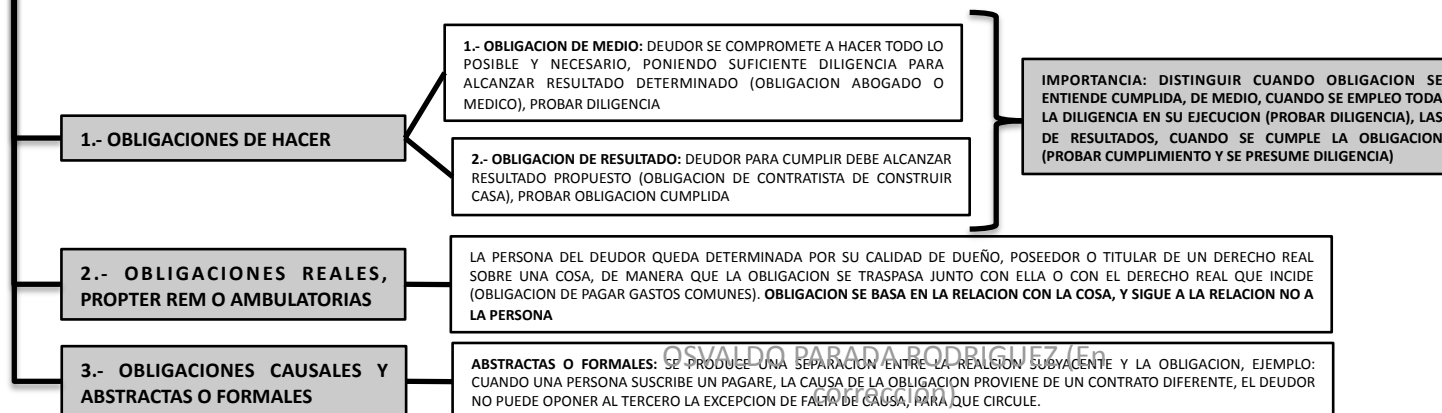 1.- OBLIGACIONES DE HACER
1.- OBLIGACION DE MEDIO: DEUDOR SE COMPROMETE A HACER TODO LO
POSIBLE Y NECESARIO, PONIENDO SUFICIENTE DILIGENCIA PARA
ALCANZAR RESULTADO DETERMINADO (OBLIGACION ABOGADO O
MEDICO), PROBAR DILIGENCIA
2.- OBLIGACION DE RESULTADO: DEUDOR PARA CUMPLIR DEBE ALCANZAR
RESULTADO PROPUESTO (OBLIGACION DE CONTRATISTA DE CONSTRUIR
CASA), PROBAR OBLIGACION CUMPLIDA
IMPORTANCIA: DISTINGUIR CUANDO OBLIGACION SE
ENTIENDE CUMPLIDA, DE MEDIO, CUANDO SE EMPLEO TODA
LA DILIGENCIA EN SU EJECUCION (PROBAR DILIGENCIA), LAS
DE RESULTADOS, CUANDO SE CUMPLE LA OBLIGACION
(PROBAR CUMPLIMIENTO Y SE PRESUME DILIGENCIA)
2.- OBLIGACIONES REALES,
PROPTER REM O AMBULATORIAS
LA PERSONA DEL DEUDOR QUEDA DETERMINADA POR SU CALIDAD DE DUEÑO, POSEEDOR O TITULAR DE UN DERECHO REAL
SOBRE UNA COSA, DE MANERA QUE LA OBLIGACION SE TRASPASA JUNTO CON ELLA O CON EL DERECHO REAL QUE INCIDE
(OBLIGACION DE PAGAR GASTOS COMUNES). OBLIGACION SE BASA EN LA RELACION CON LA COSA, Y SIGUE A LA RELACION NO A
LA PERSONA
3.- OBLIGACIONES CAUSALES Y
ABSTRACTAS O FORMALES
ABSTRACTAS O FORMALES: SE PRODUCE UNA SEPARACION ENTRE LA REALCION SUBYACENTE Y LA OBLIGACION, EJEMPLO:
CUANDO UNA PERSONA SUSCRIBE UN PAGARE, LA CAUSA DE LA OBLIGACION PROVIENE DE UN CONTRATO DIFERENTE, EL DEUDOR
NO PUEDE OPONER AL TERCERO LA EXCEPCION DE FALTA DE CAUSA, PARA QUE CIRCULE.
OSVALDO PARADA RODRIGUEZ (En
correccion)